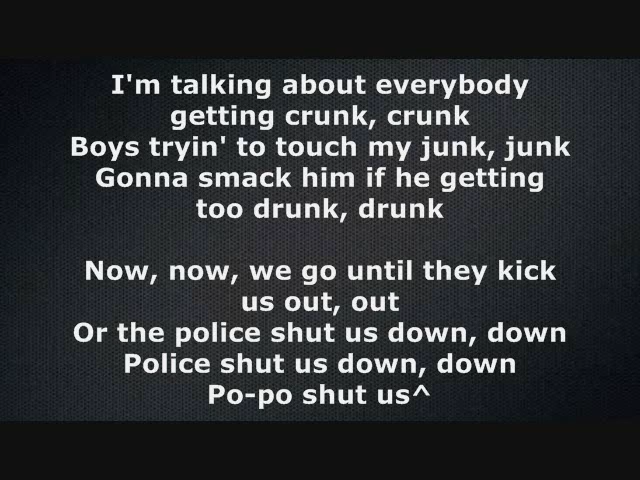 I'm talking about everybody
getting crunk, crunk
Boys tryin' to touch my junk, junk
Gonna smack him if he getting
too drunk, drunk
Now, now, we go until they kick
us out, out
Or the police shut us down, down
Police shut us down, down
Po-po shut us^